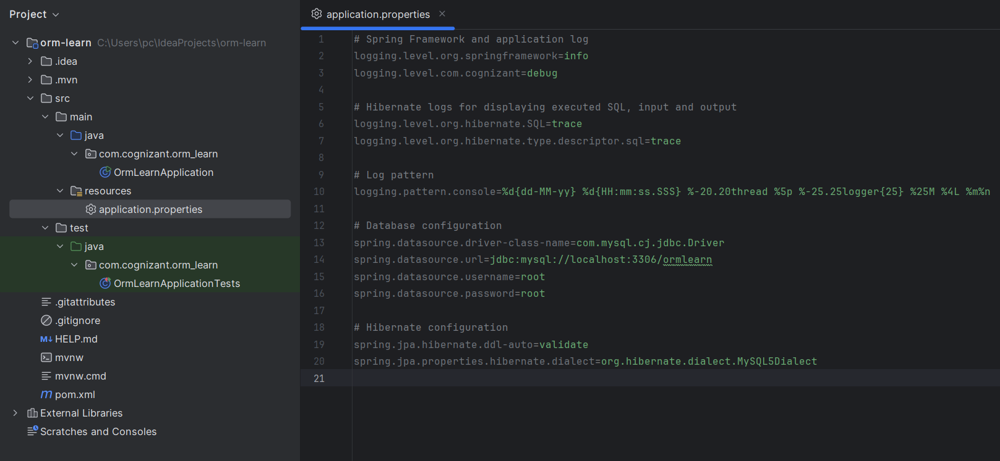 Project
orm-learn C:\Users\pc\IdeaProjects\orm-learn
.idea
.mvn
src
main
java
com.cognizant.orm_learn
OrmLearnApplication
resources
application.properties
test
java
com.cognizant.orm_learn
OrmLearnApplicationTests
.gitattributes
.gitignore
M↓ HELP.md
mvnw
mvnw.cmd
m pom.xml
External Libraries
Scratches and Consoles
application.properties
1 # Spring Framework and application log
2 logging.level.org.springframework=info
3 logging.level.com.cognizant=debug
4
5 # Hibernate logs for displaying executed SQL, input and output
6 logging.level.org.hibernate.SQL=trace
7 logging.level.org.hibernate.type.descriptor.sql=trace
8
9 # Log pattern
10 logging.pattern.console=%d{dd-MM-yy} %d{HH:mm:ss.SSS} %-20.20thread %5p %-25.25logger{25} %25M %4L %m%n
11
12 # Database configuration
13 spring.datasource.driver-class-name=com.mysql.cj.jdbc.Driver
14 spring.datasource.url=jdbc:mysql://localhost:3306/ormlearn
15 spring.datasource.username=root
16 spring.datasource.password=root
17
18 # Hibernate configuration
19 spring.jpa.hibernate.ddl-auto=validate
20 spring.jpa.properties.hibernate.dialect=org.hibernate.dialect.MySQL5Dialect
21